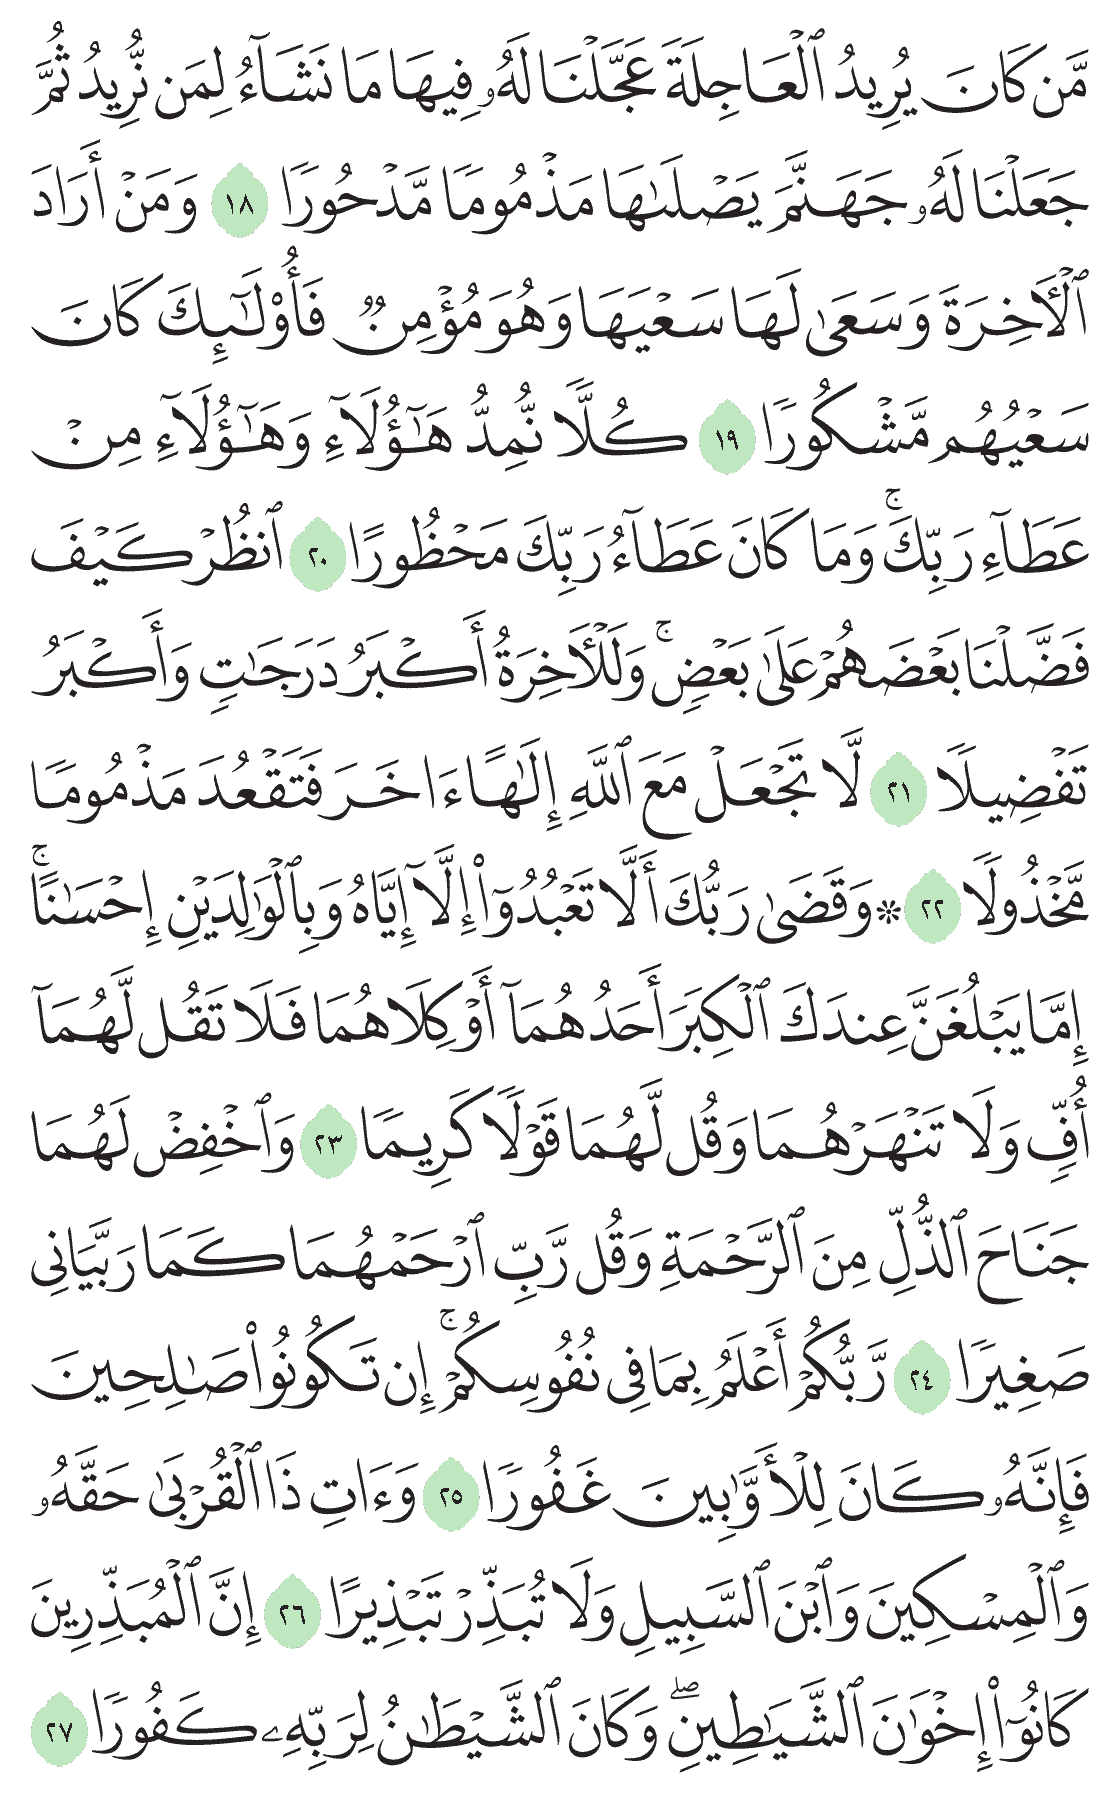 مَّن كَانَ يُرِيدُ ٱلْعَاجِلَةَ عَجَّلْنَا لَهُۥ فِيهَا مَا نَشَآءُ لِمَن نُّرِيدُ ثُمَّ
جَعَلْنَا لَهُۥ جَهَنَّمَ يَصْلَىٰهَا مَذْمُومًا مَّدْحُورًا ١٨ وَمَنْ أَرَادَ
ٱلْـَٔاخِرَةَ وَسَعَىٰ لَهَا سَعْيَهَا وَهُوَ مُؤْمِنٌ فَأُو۟لَـٰٓئِكَ كَانَ
سَعْيُهُم مَّشْكُورًا ١٩ كُلًّا نُّمِدُّ هَـٰٓؤُلَآءِ وَهَـٰٓؤُلَآءِ مِنْ
عَطَآءِ رَبِّكَ ۚ وَمَا كَانَ عَطَآءُ رَبِّكَ مَحْظُورًا ٢٠ ٱنظُرْ كَيْفَ
فَضَّلْنَا بَعْضَهُمْ عَلَىٰ بَعْضٍ ۚ وَلَلْـَٔاخِرَةُ أَكْبَرُ دَرَجَـٰتٍ وَأَكْبَرُ
تَفْضِيلًا ٢١ لَّا تَجْعَلْ مَعَ ٱللَّهِ إِلَـٰهًا ءَاخَرَ فَتَقْعُدَ مَذْمُومًا
مَّخْذُولًا ٢٢ ۞ وَقَضَىٰ رَبُّكَ أَلَّا تَعْبُدُوٓا۟ إِلَّآ إِيَّاهُ وَبِٱلْوَٰلِدَيْنِ إِحْسَـٰنًا ۚ
إِمَّا يَبْلُغَنَّ عِندَكَ ٱلْكِبَرَ أَحَدُهُمَآ أَوْ كِلَاهُمَا فَلَا تَقُل لَّهُمَآ
أُفٍّ وَلَا تَنْهَرْهُمَا وَقُل لَّهُمَا قَوْلًا كَرِيمًا ٢٣ وَٱخْفِضْ لَهُمَا
جَنَاحَ ٱلذُّلِّ مِنَ ٱلرَّحْمَةِ وَقُل رَّبِّ ٱرْحَمْهُمَا كَمَا رَبَّيَانِى
صَغِيرًا ٢٤ رَّبُّكُمْ أَعْلَمُ بِمَا فِى نُفُوسِكُمْ ۚ إِن تَكُونُوا۟ صَـٰلِحِينَ
فَإِنَّهُۥ كَانَ لِلْأَوَّٰبِينَ غَفُورًا ٢٥ وَءَاتِ ذَا ٱلْقُرْبَىٰ حَقَّهُۥ
وَٱلْمِسْكِينَ وَٱبْنَ ٱلسَّبِيلِ وَلَا تُبَذِّرْ تَبْذِيرًا ٢٦ إِنَّ ٱلْمُبَذِّرِينَ
كَانُوٓا۟ إِخْوَٰنَ ٱلشَّيَـٰطِينِ ۖ وَكَانَ ٱلشَّيْطَـٰنُ لِرَبِّهِۦ كَفُورًا ٢٧